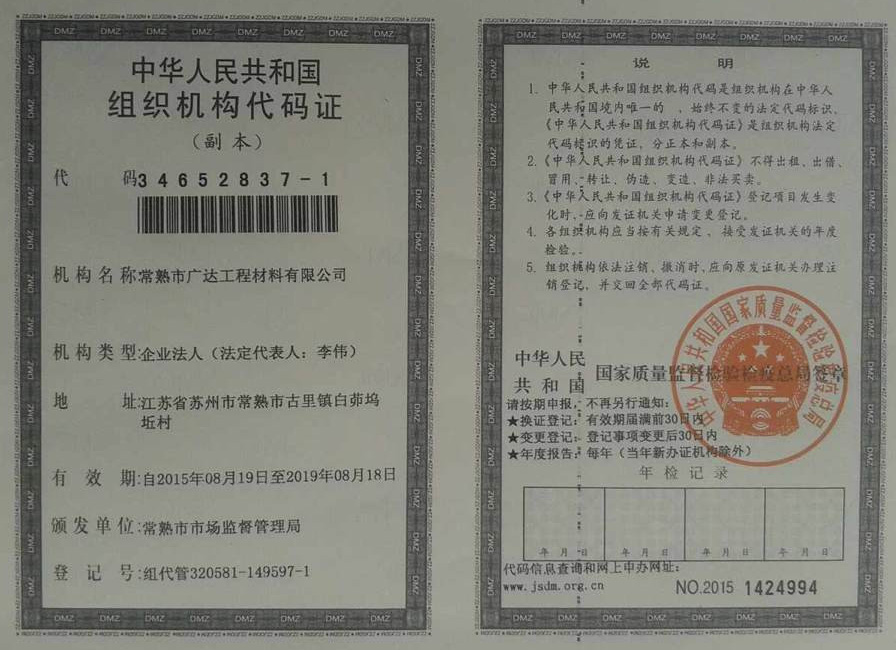 中华人民共和国
组织机构代码证
（副本）
代 码 34652837-1
机构名称:常熟市广达工程材料有限公司
机构类型:企业法人（法定代表人：李伟）
地 址:江苏省苏州市常熟市古里镇白茆坞
坵村
有 效 期:自2015年08月19日至2019年08月18日
颁发单位:常熟市市场监督管理局
登 记 号:组代管320581-149597-1
说 明
1. 中华人民共和国组织机构代码是组织机构在中华人
民共和国境内唯一的 、始终不变的法定代码标识，
《中华人民共和国组织机构代码证》是组织机构法定
代码标识的凭证，分正本和副本。
2.《中华人民共和国组织机构代码证》不得出租、出借、
冒用、转让、伪造、变造、非法买卖。
3.《中华人民共和国组织机构代码证》登记项目发生变
化时，应向发证机关申请变更登记。
4. 各组织机构应当按有关规定 ，接受发证机关的年度
检验。
5. 组织机构依法注销、撤消时，应向原发证机关办理注
销登记，并交回全部代码证。
中华人民
共和国 国家质量监督检验检疫总局签章
请按期申报，不再另行通知：
★换证登记：有效期届满前30日内
★变更登记：登记事项变更后30日内
★年度报告：每年（当年新办证机构除外）
年检记录
年 月 日 年 月 日 年 月 日 年 月 日
代码信息查询和网上申办网址：
www.jsdm.org.cn NO.2015 1424994
中华人民共和国国家质量监督检验检疫总局